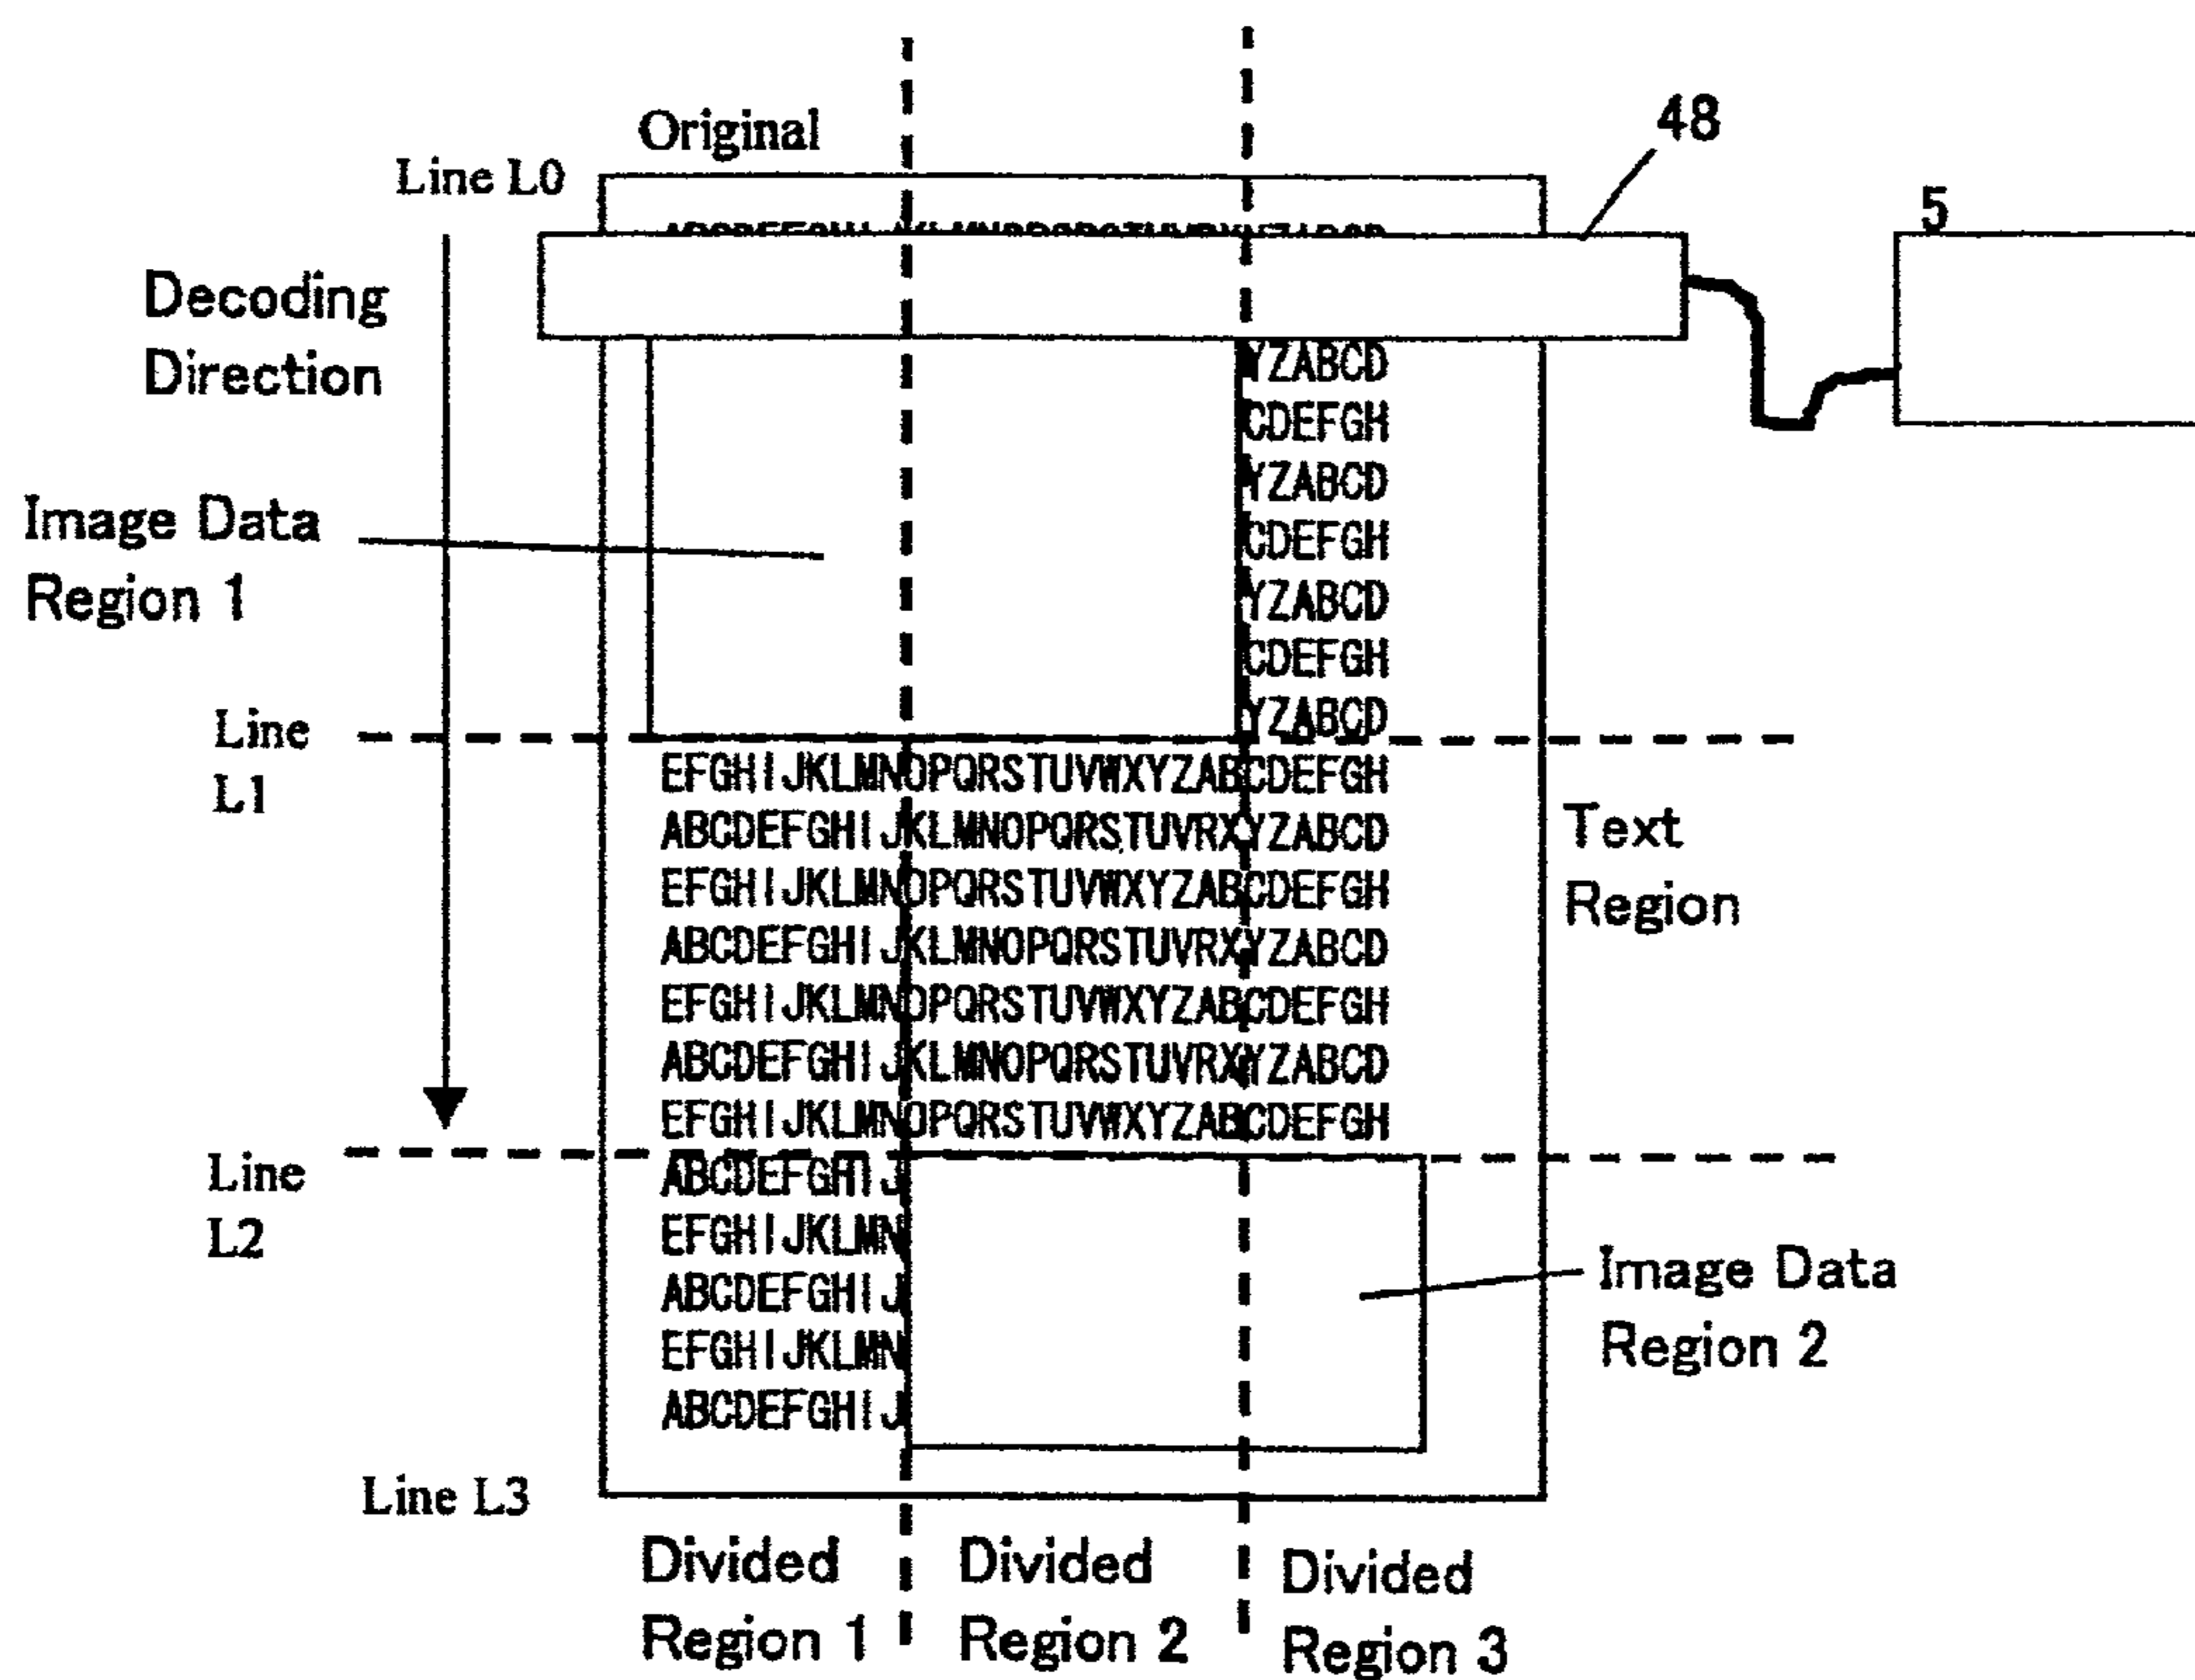 Original
48
Line L0
5
Decoding
Direction
YZABCD
CDEFGH
YZABCD
Image Data
Region 1
CDEFGH
YZABCD
CDEFGH
YZABCD
Line
L1
EFGHIJKLMNOPQRSTUVWXYZABCDEFGH
ABCDEFGHIJKLMNOPQRSTUVRXYZABCD
Text
Region
EFGHIJKLMNOPQRSTUVWXYZABCDEFGH
ABCDEFGHIJKLMNOPQRSTUVRXYZABCD
EFGHIJKLMNOPQRSTUVWXYZABCDEFGH
ABCDEFGHIJKLMNOPQRSTUVRXYZABCD
EFGHIJKLMNOPQRSTUVWXYZABCDEFGH
Line
L2
ABCDEFGHIJ
EFGHIJKLMN
ABCDEFGHIJ
EFGHIJKLMN
ABCDEFGHIJ
Image Data
Region 2
Line L3
Divided
Region 1
Divided
Region 2
Divided
Region 3